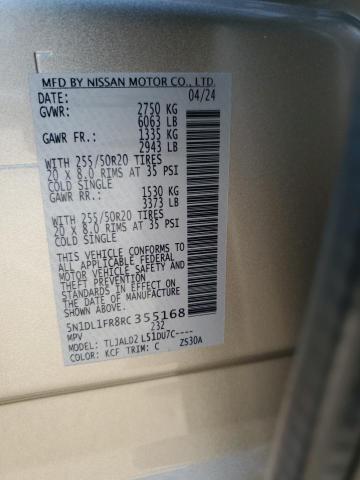 MFD BY NISSAN MOTOR CO., LTD.
DATE: 04/24
GVWR: 2750 KG
6063 LB
GAWR FR.: 1335 KG
2943 LB
WITH 255/50R20 TIRES
20 X 8.0 RIMS AT 35 PSI
COLD SINGLE
GAWR RR.: 1530 KG
3373 LB
WITH 255/50R20 TIRES
20 X 8.0 RIMS AT 35 PSI
COLD SINGLE
THIS VEHICLE CONFORMS TO
ALL APPLICABLE FEDERAL
MOTOR VEHICLE SAFETY AND
THEFT PREVENTION
STANDARDS IN EFFECT ON
THE DATE OF MANUFACTURE
SHOWN ABOVE.
5N1DL1FR8RC355168
MPV 232
MODEL: TLJALD2 L51DU7C----
COLOR: KCF TRIM: C ZS30A